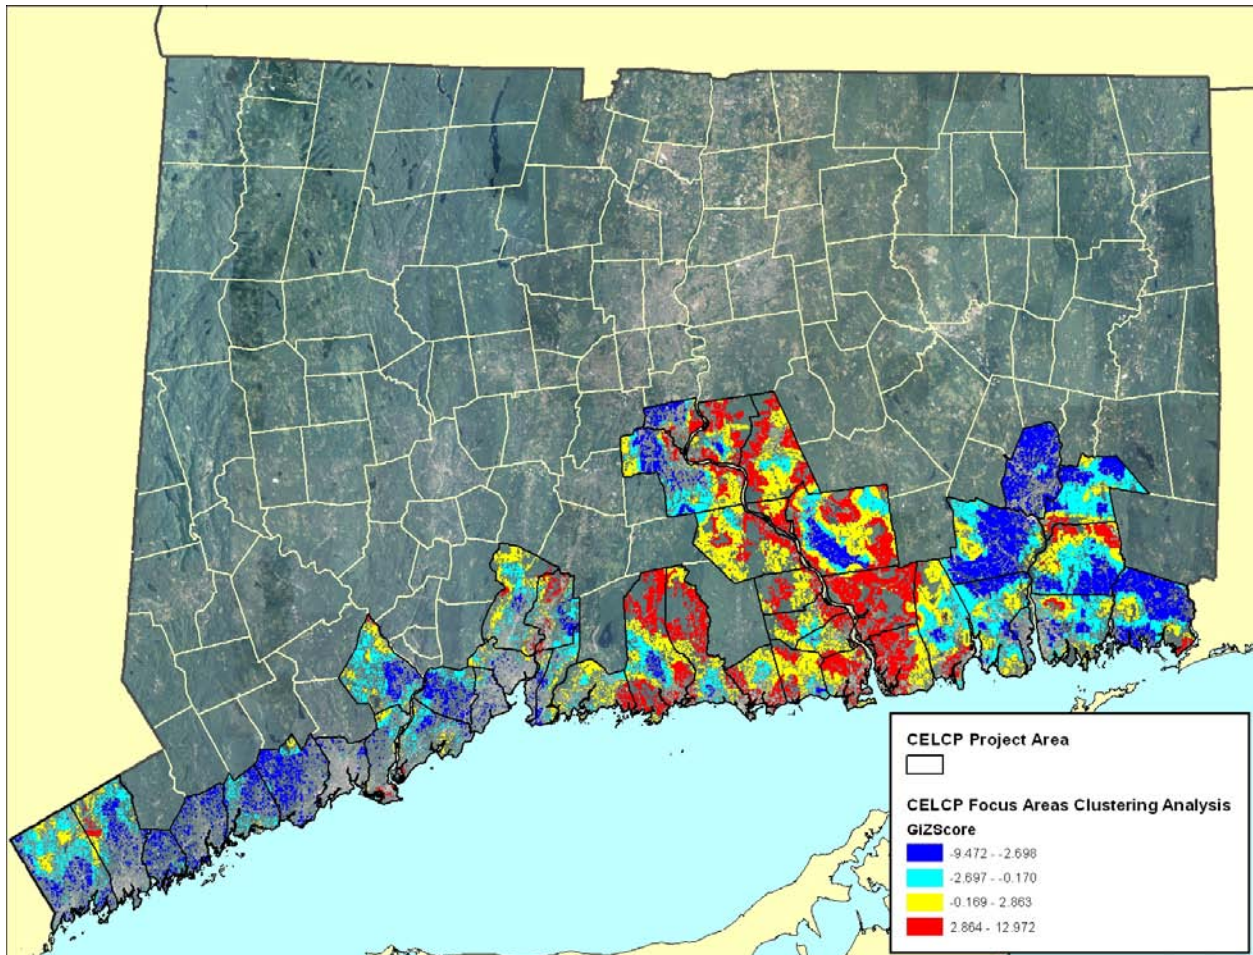 CELCP Project Area
CELCP Focus Areas Clustering Analysis
GiZScore
-9.472 - -2.698
-2.697 - -0.170
-0.169 - 2.863
2.864 - 12.972